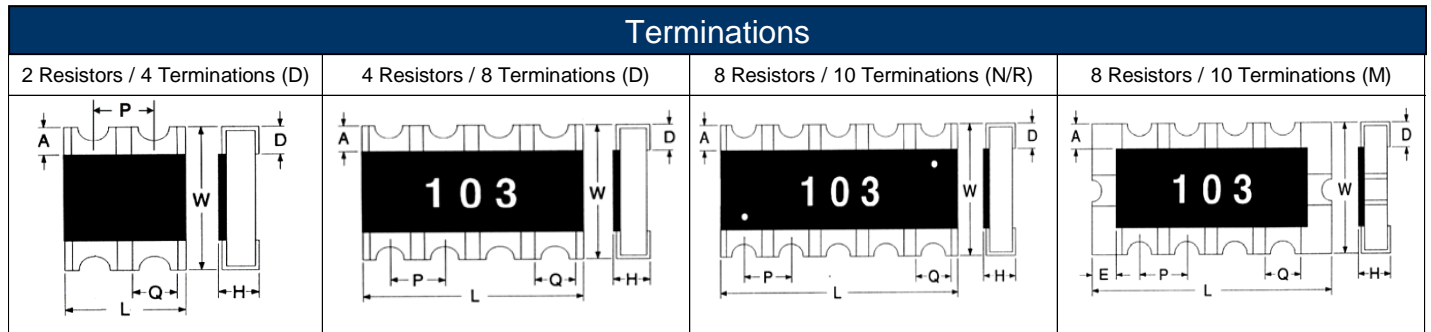 Terminations
2 Resistors / 4 Terminations (D)
4 Resistors / 8 Terminations (D)
8 Resistors / 10 Terminations (N/R)
8 Resistors / 10 Terminations (M)
P
A
D
W
Q
H
L
A
D
103
W
P
Q
H
L
A
D
103
W
P
Q
H
L
A
D
103
W
E
P
Q
H
L